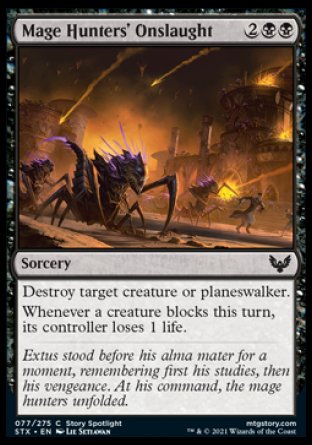 Mage Hunters' Onslaught 2
Sorcery
Destroy target creature or planeswalker.
Whenever a creature blocks this turn,
its controller loses 1 life.
Extus stood before his alma mater for a
moment, remembering first his studies, then
his vengeance. At his command, the mage
hunters unfolded.
077/275 C Story Spotlight mtgstory.com
STX • EN Lie Setiawan ™ & © 2021 Wizards of the Coast